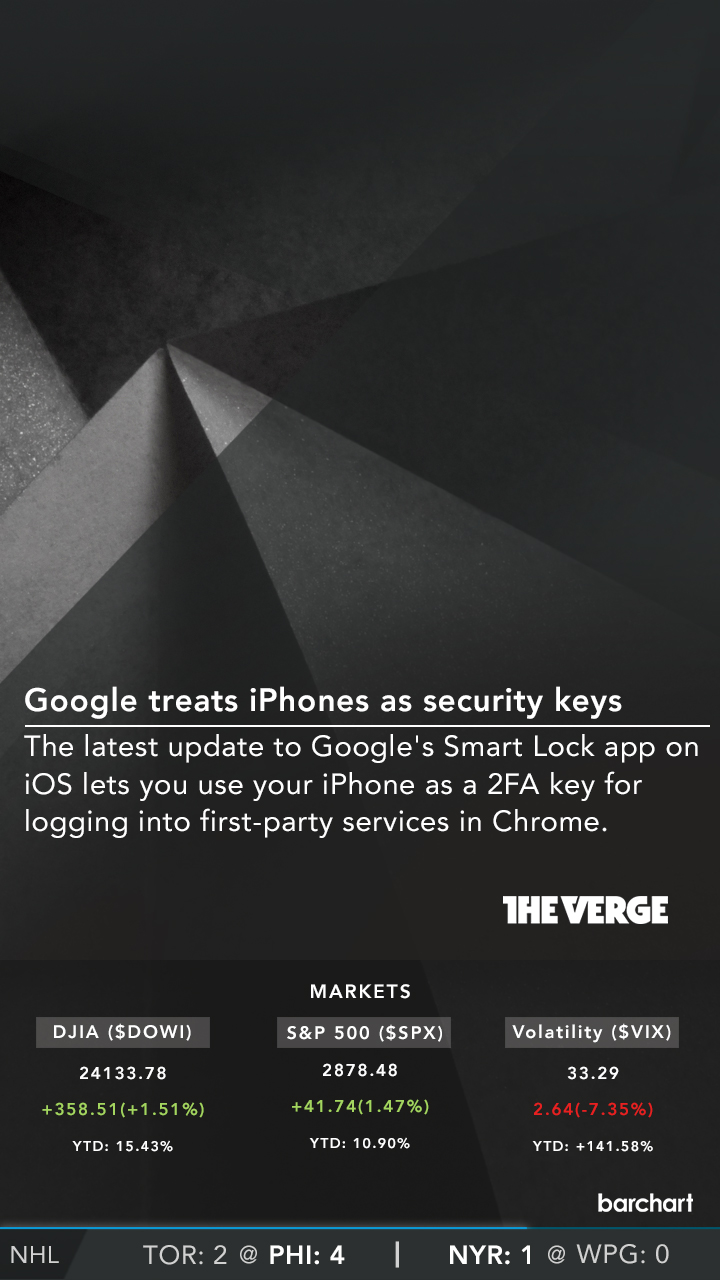 Google treats iPhones as security keys
The latest update to Google's Smart Lock app on
iOS lets you use your iPhone as a 2FA key for
logging into first-party services in Chrome.
THE VERGE
MARKETS
DJIA ($DOWI)
24133.78
+358.51(+1.51%)
YTD: 15.43%
S&P 500 ($SPX)
2878.48
+41.74(1.47%)
YTD: 10.90%
Volatility ($VIX)
33.29
2.64(-7.35%)
YTD: +141.58%
barchart
NHL TOR: 2 @ PHI: 4 | NYR: 1 @ WPG: 0